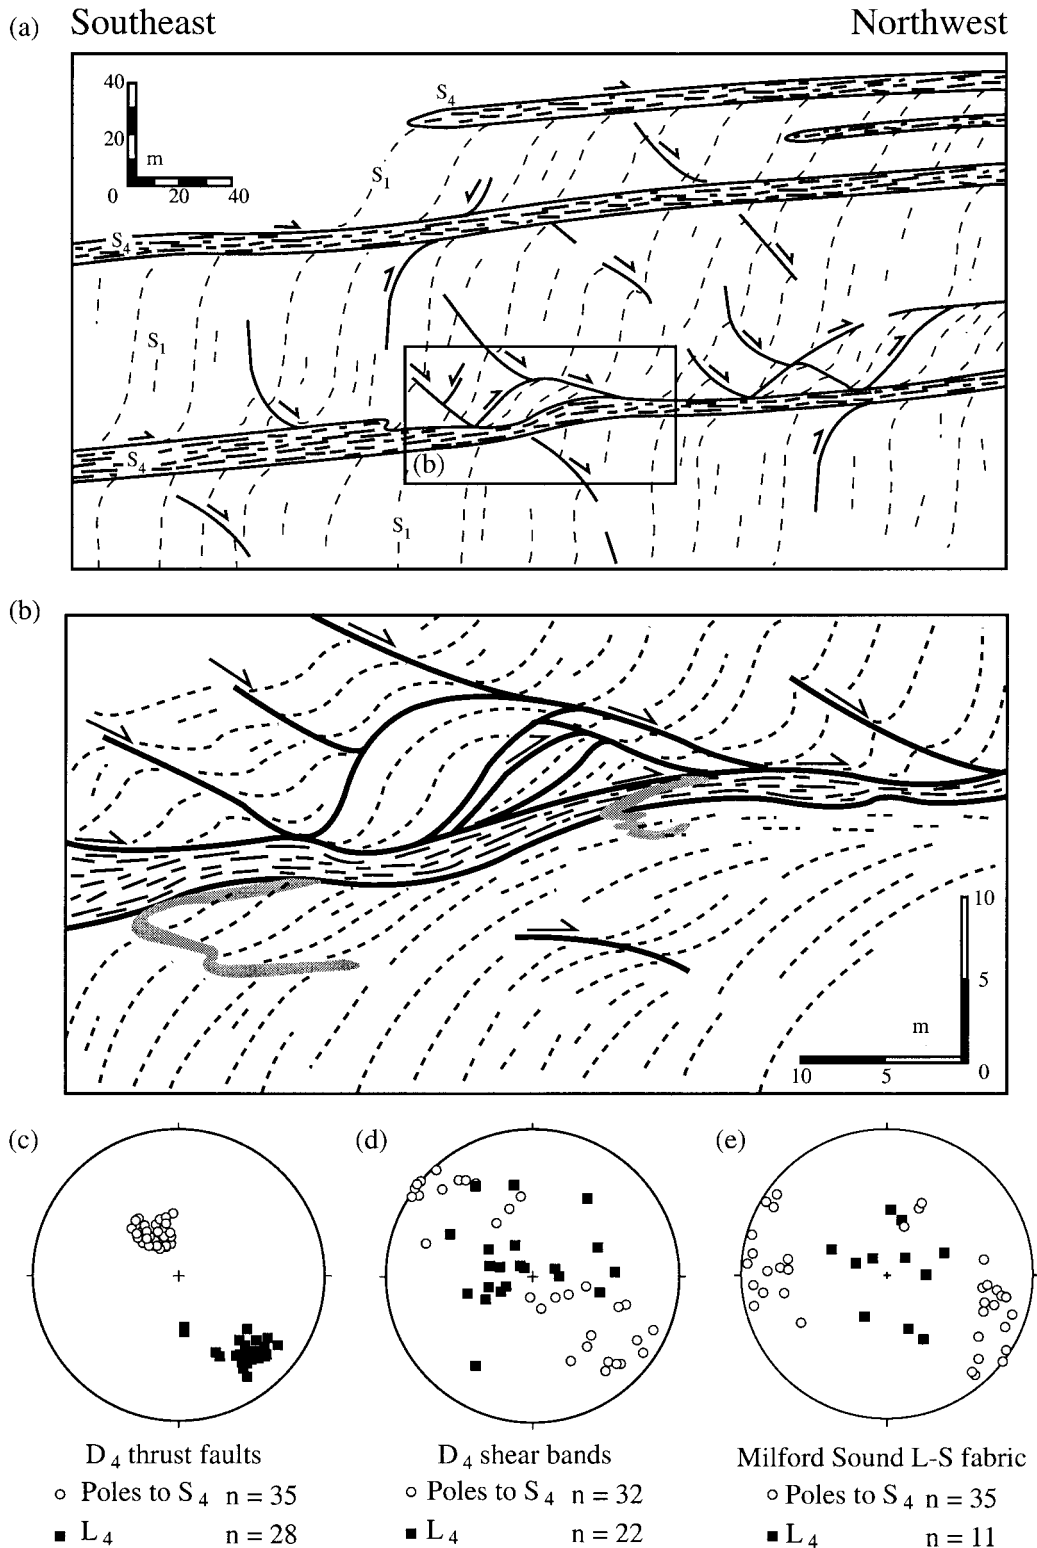 (a) Southeast Northwest
40
20
m
0 20 40
S4
S1
S4
S1
S4
(b)
S1
(b)
10
5
m
10 5 0
(c) (d) (e)
D4 thrust faults
Poles to S4 n = 35
L4 n = 28
D4 shear bands
Poles to S4 n = 32
L4 n = 22
Milford Sound L-S fabric
Poles to S4 n = 35
L4 n = 11